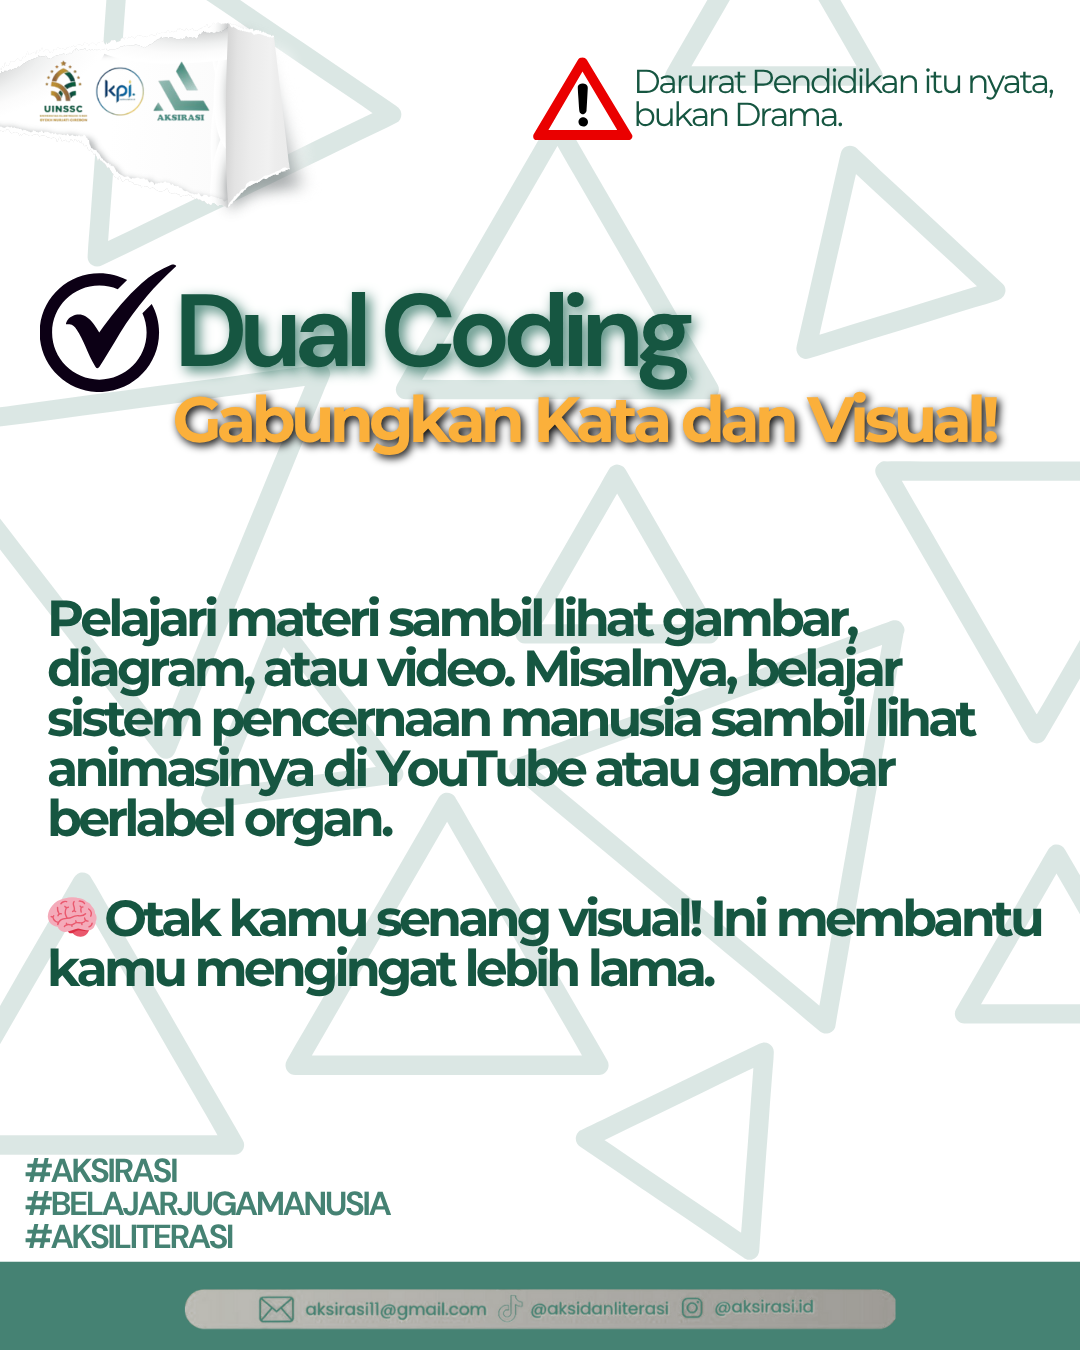 UINSSC
kpi.
AKSIRASI
Darurat Pendidikan itu nyata,
bukan Drama.
Dual Coding
Gabungkan Kata dan Visual!
Pelajari materi sambil lihat gambar,
diagram, atau video. Misalnya, belajar
sistem pencernaan manusia sambil lihat
animasinya di YouTube atau gambar
berlabel organ.
🧠 Otak kamu senang visual! Ini membantu
kamu mengingat lebih lama.
#AKSIRASI
#BELAJARJUGAMANUSIA
#AKSILITERASI
aksirasi11@gmail.com @aksidanliterasi @aksirasi.id